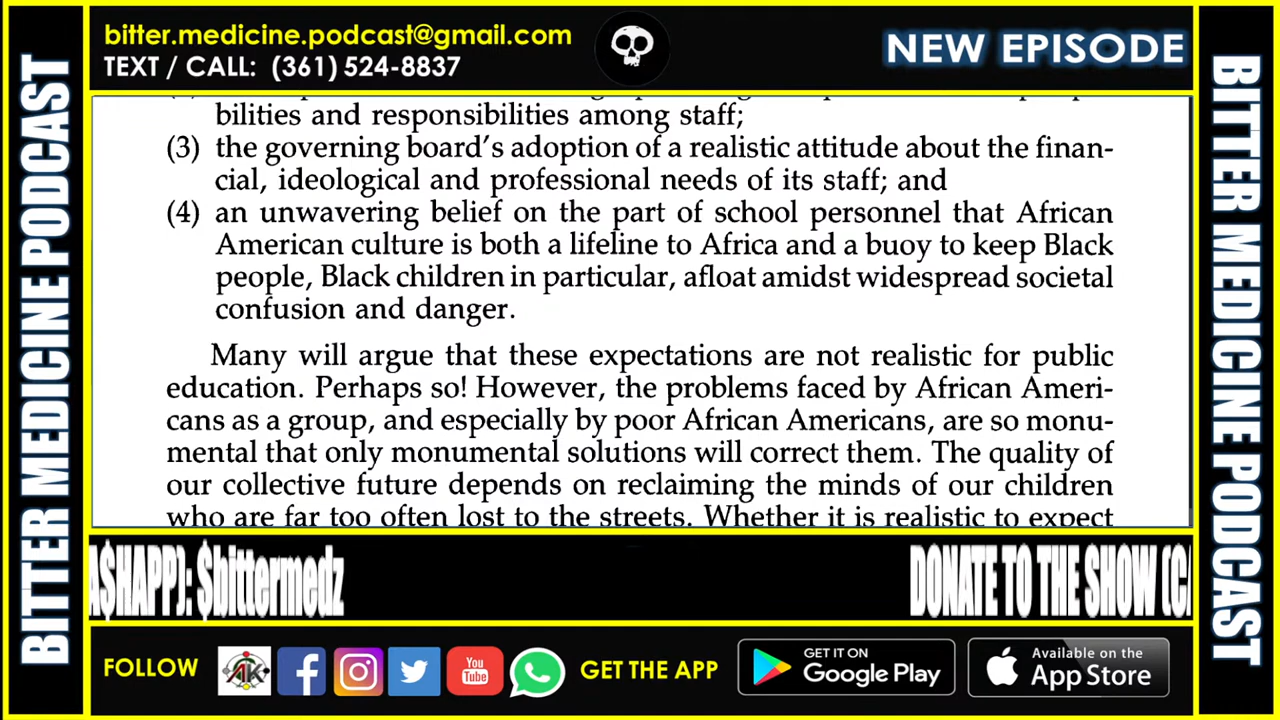 bitter.medicine.podcast@gmail.com
TEXT / CALL: (361) 524-8837
NEW EPISODE
BITTER MEDICINE PODCAST
bilities and responsibilities among staff;
(3) the governing board's adoption of a realistic attitude about the finan-
cial, ideological and professional needs of its staff; and
(4) an unwavering belief on the part of school personnel that African
American culture is both a lifeline to Africa and a buoy to keep Black
people, Black children in particular, afloat amidst widespread societal
confusion and danger.
Many will argue that these expectations are not realistic for public
education. Perhaps so! However, the problems faced by African Ameri-
cans as a group, and especially by poor African Americans, are so monu-
mental that only monumental solutions will correct them. The quality of
our collective future depends on reclaiming the minds of our children
who are far too often lost to the streets. Whether it is realistic to expect
BITTER MEDICINE PODCAST
A$HAPP): $bittermedz
DONATE TO THE SHOW (C
FOLLOW
ATK
You
Tube
GET THE APP
GET IT ON
Google Play
Available on the
App Store